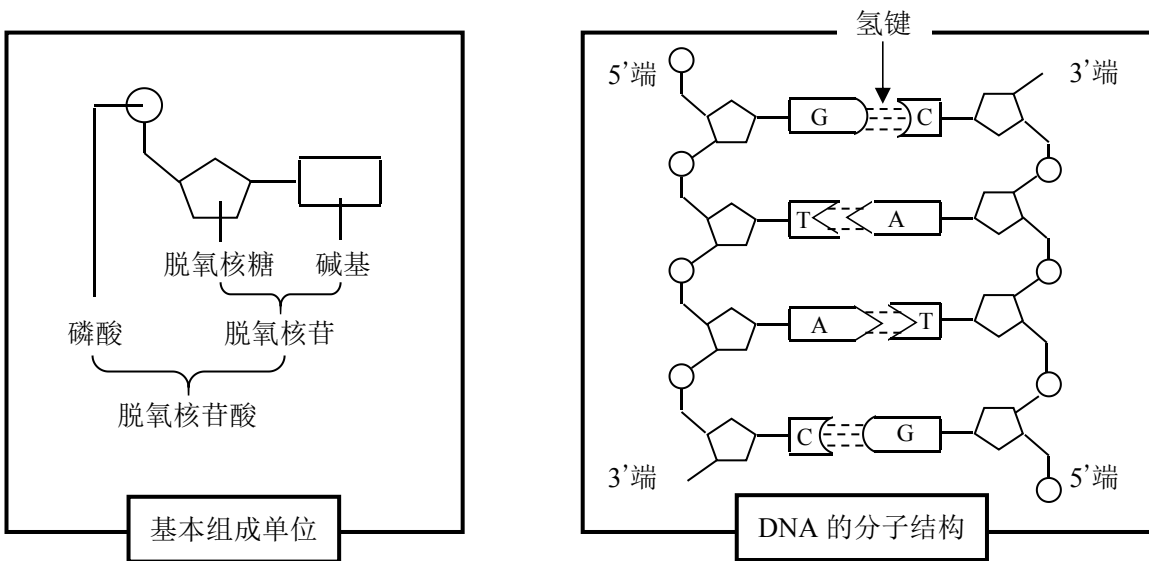 脱氧核糖 碱基
磷酸 脱氧核苷
脱氧核苷酸
基本组成单位
氢键
5’端 3’端
G C
T A
A T
C G
3’端 5’端
DNA 的分子结构